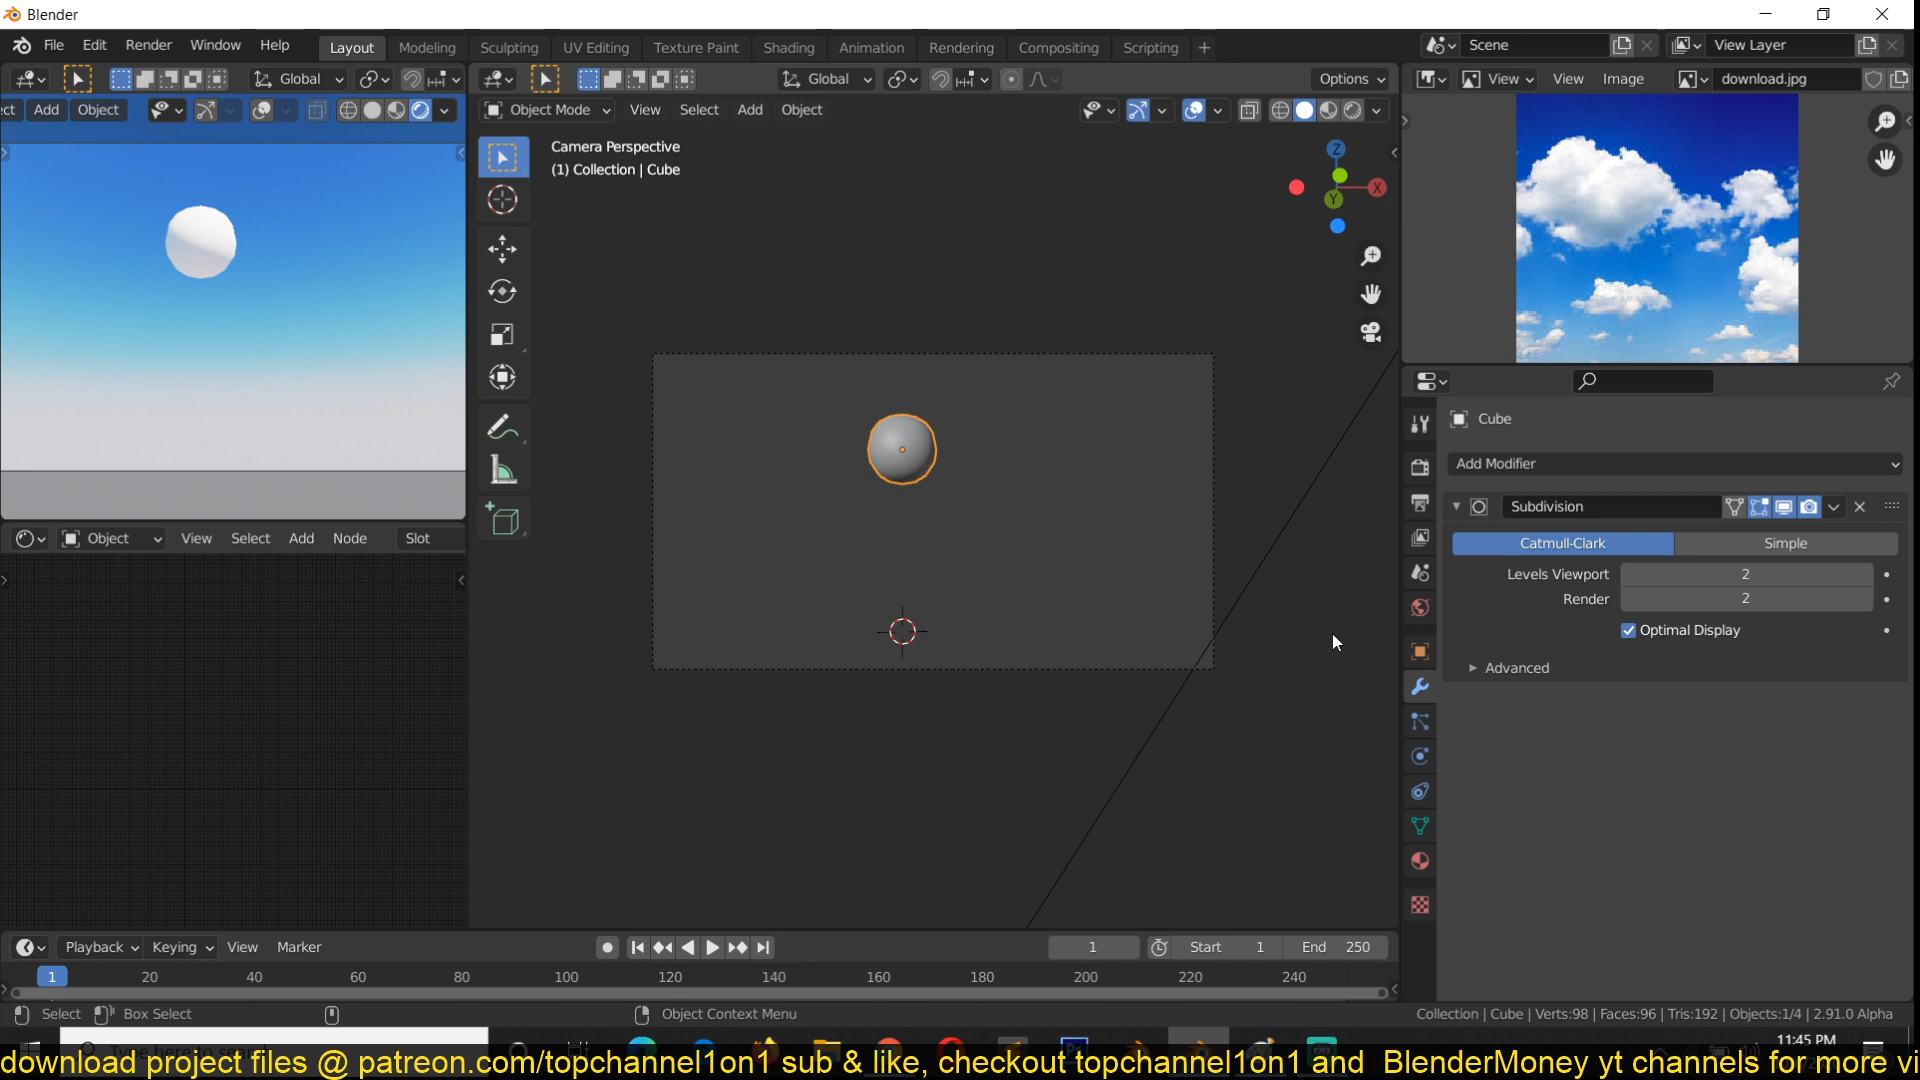 Blender
File Edit Render Window Help Layout Modeling Sculpting UV Editing Texture Paint Shading Animation Rendering Compositing Scripting + Scene View Layer
Global Global Options View View Image download.jpg
ect Add Object Object Mode View Select Add Object
Camera Perspective
(1) Collection | Cube
Z
X
Y
Cube
Add Modifier
Subdivision
Catmull-Clark Simple
Levels Viewport 2
Render 2
Optimal Display
Advanced
Object View Select Add Node Slot
Playback Keying View Marker 1 Start 1 End 250
1 20 40 60 80 100 120 140 160 180 200 220 240
Select Box Select Object Context Menu Collection | Cube | Verts:98 | Faces:96 | Tris:192 | Objects:1/4 | 2.91.0 Alpha
11:45 PM
download project files @ patreon.com/topchannel1on1 sub & like, checkout topchannel1on1 and BlenderMoney yt channels for more vi